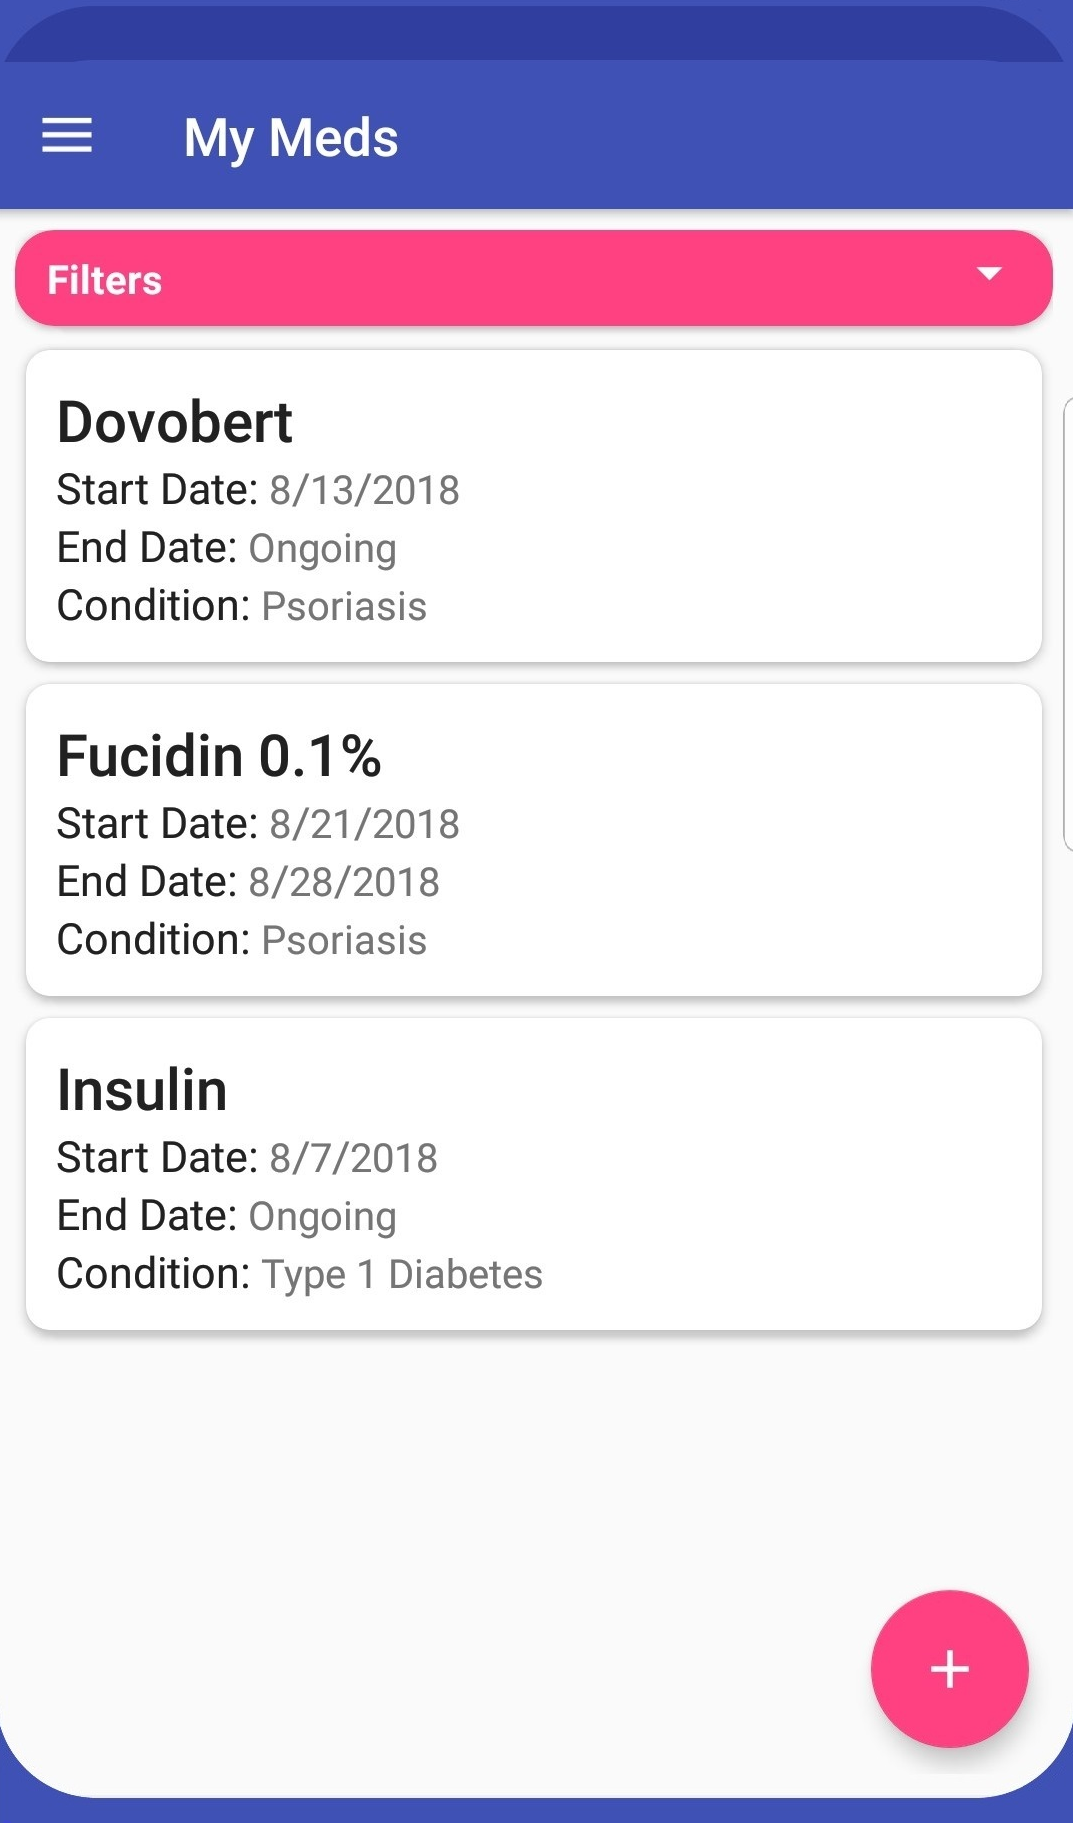 My Meds
Filters
Dovobert
Start Date: 8/13/2018
End Date: Ongoing
Condition: Psoriasis
Fucidin 0.1%
Start Date: 8/21/2018
End Date: 8/28/2018
Condition: Psoriasis
Insulin
Start Date: 8/7/2018
End Date: Ongoing
Condition: Type 1 Diabetes
+